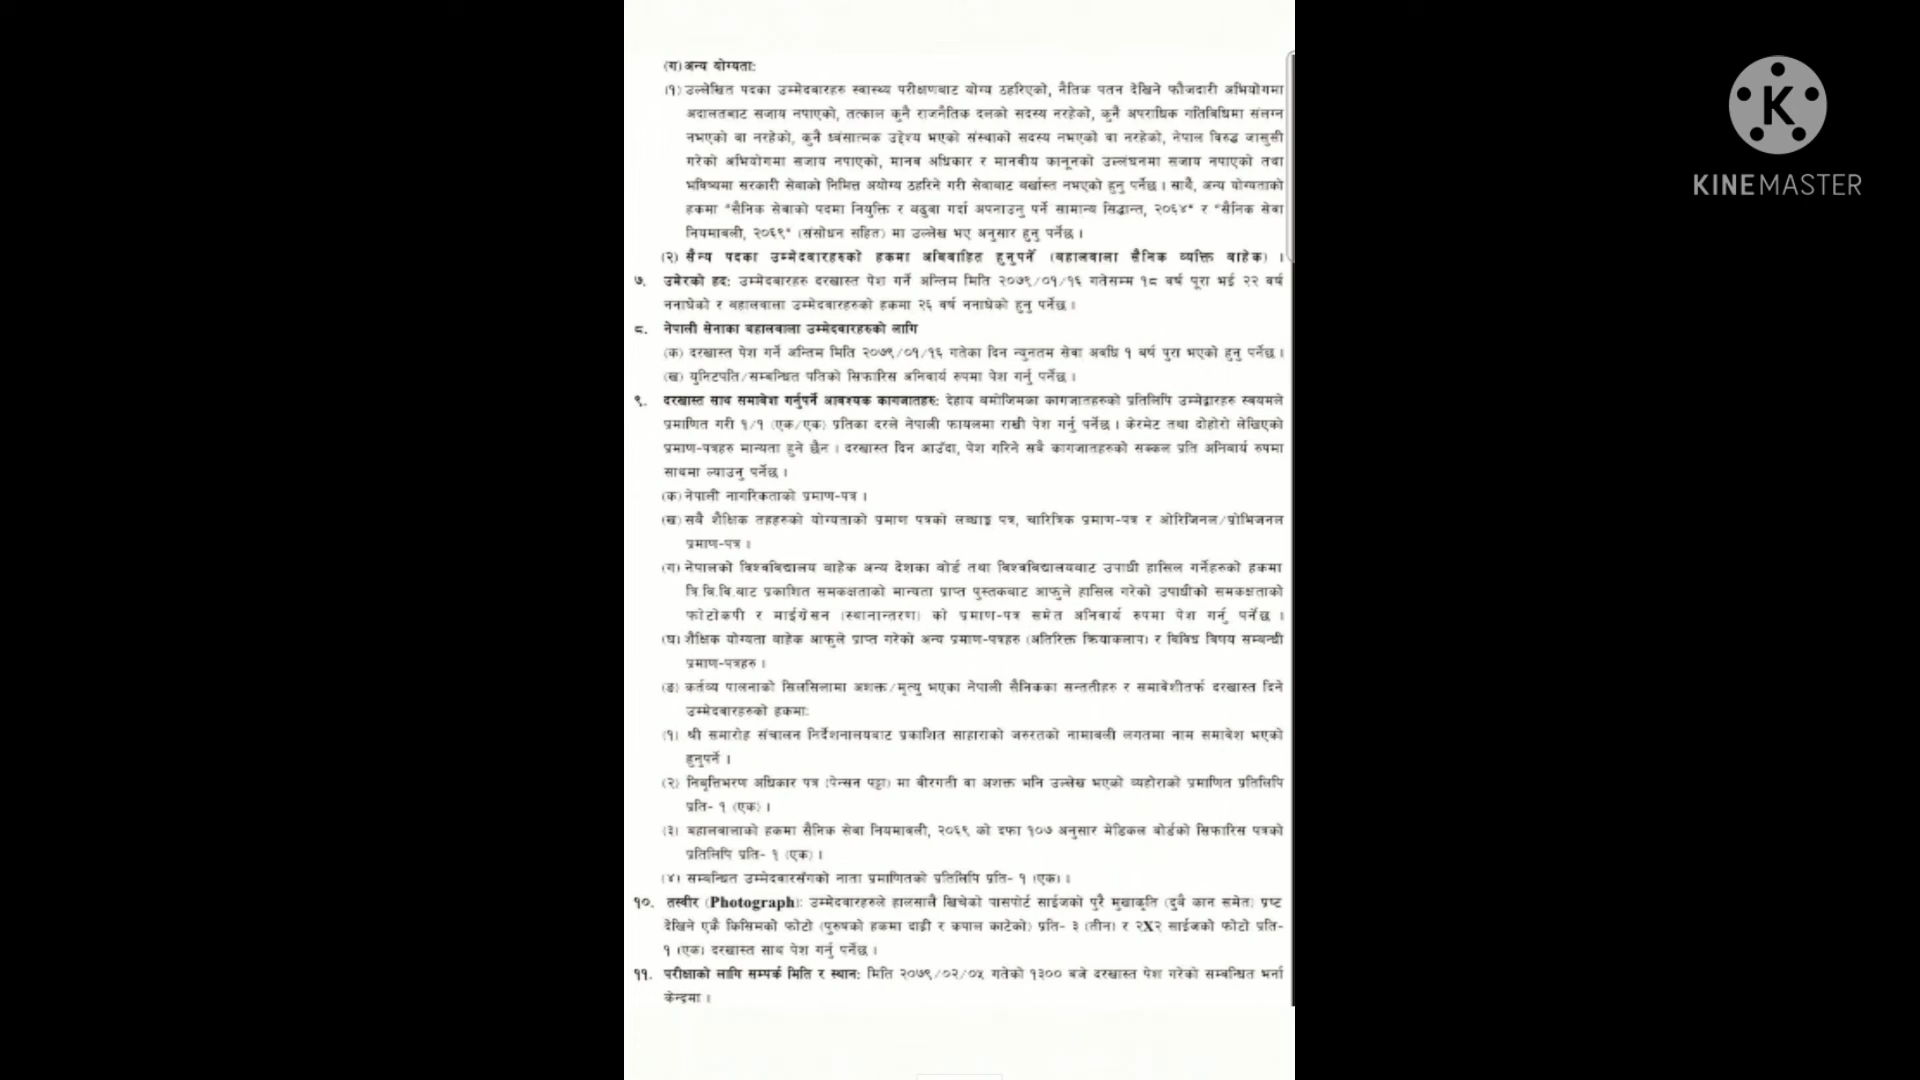 (ग) अन्य योग्यता:
(१) उल्लेखित पदका उम्मेदवारहरु स्वास्थ्य परीक्षणबाट योग्य ठहरिएको, नैतिक पतन देखिने फौजदारी अभियोगमा
अदालतबाट सजाय नपाएको, तत्काल कुनै राजनैतिक दलको सदस्य नरहेको, कुनै अपराधिक गतिबिधिमा संलग्न
नभएको वा नरहेको, कुनै ध्वंसात्मक उद्देश्य भएको संस्थाको सदस्य नभएको वा नरहेको, नेपाल विरुद्ध जासुसी
गरेको अभियोगमा सजाय नपाएको, मानव अधिकार र मानवीय कानूनको उल्लंघनमा सजाय नपाएको तथा
भविष्यमा सरकारी सेवाको निमित्त अयोग्य ठहरिने गरी सेवाबाट बर्खास्त नभएको हुनु पर्नेछ । साथै, अन्य योग्यताको
हकमा "सैनिक सेवाको पदमा नियुक्ति र बढुवा गर्दा अपनाउनु पर्ने सामान्य सिद्धान्त, २०६४" र "सैनिक सेवा
नियमावली, २०६९" (संसोधन सहित) मा उल्लेख भए अनुसार हुनु पर्नेछ ।
(२) सैन्य पदका उम्मेदवारहरुको हकमा अविवाहित हुनुपर्ने (बहालवाला सैनिक व्यक्ति बाहेक) ।
७. उमेरको हद: उम्मेदवारहरु दरखास्त पेश गर्ने अन्तिम मिति २०७९/०१/१६ गतेसम्म १८ वर्ष पूरा भई २२ वर्ष
ननाघेको र बहालवाला उम्मेदवारहरुको हकमा २६ वर्ष ननाघेको हुनु पर्नेछ ।
८. नेपाली सेनाका बहालवाला उम्मेदवारहरुको लागि
(क) दरखास्त पेश गर्ने अन्तिम मिति २०७९/०१/१६ गतेका दिन न्युनतम सेवा अवधि १ बर्ष पुरा भएको हुनु पर्नेछ ।
(ख) युनिटपति/सम्बन्धित पतिको सिफारिस अनिवार्य रुपमा पेश गर्नु पर्नेछ ।
९. दरखास्त साथ समावेश गर्नुपर्ने आवश्यक कागजातहरु: देहाय बमोजिमका कागजातहरुको प्रतिलिपि उम्मेद्वारहरु स्वयमले
प्रमाणित गरी १/१ (एक/एक) प्रतिका दरले नेपाली फायलमा राखी पेश गर्नु पर्नेछ । केरमेट तथा दोहोरो लेखिएको
प्रमाण-पत्रहरु मान्यता हुने छैन । दरखास्त दिन आउँदा, पेश गरिने सबै कागजातहरुको सक्कल प्रति अनिवार्य रुपमा
साथमा ल्याउनु पर्नेछ ।
(क) नेपाली नागरिकताको प्रमाण-पत्र ।
(ख) सबै शैक्षिक तहहरुको योग्यताको प्रमाण पत्रको लब्धाङ्क पत्र, चारित्रिक प्रमाण-पत्र र ओरिजिनल/प्रोभिजनल
प्रमाण-पत्र ।
(ग) नेपालको विश्वविद्यालय बाहेक अन्य देशका बोर्ड तथा विश्वविद्यालयबाट उपाधी हासिल गर्नेहरुको हकमा
त्रि.वि.वि.बाट प्रकाशित समकक्षताको मान्यता प्राप्त पुस्तकबाट आफुले हासिल गरेको उपाधीको समकक्षताको
फोटोकपी र माईग्रेसन (स्थानान्तरण) को प्रमाण-पत्र समेत अनिवार्य रुपमा पेश गर्नु पर्नेछ ।
(घ) शैक्षिक योग्यता बाहेक आफुले प्राप्त गरेको अन्य प्रमाण-पत्रहरु (अतिरिक्त क्रियाकलाप) र विविध विषय सम्बन्धी
प्रमाण-पत्रहरु ।
(ङ) कर्तव्य पालनाको सिलसिलामा अशक्त/मृत्यु भएका नेपाली सैनिकका सन्ततीहरु र समावेशीतर्फ दरखास्त दिने
उम्मेदवारहरुको हकमा:
(१) श्री समारोह संचालन निर्देशनालयबाट प्रकाशित साहाराको जरुरतको नामावली लगतमा नाम समावेश भएको
हुनुपर्ने ।
(२) निबृत्तिभरण अधिकार पत्र (पेन्सन पट्टा) मा बीरगती वा अशक्त भनि उल्लेख भएको व्यहोराको प्रमाणित प्रतिलिपि
प्रति- १ (एक) ।
(३) बहालवालाको हकमा सैनिक सेवा नियमावली, २०६९ को दफा १०७ अनुसार मेडिकल बोर्डको सिफारिस पत्रको
प्रतिलिपि प्रति- १ (एक) ।
(४) सम्बन्धित उम्मेदवारसँगको नाता प्रमाणितको प्रतिलिपि प्रति- १ (एक) ।
१०. तस्वीर (Photograph): उम्मेदवारहरुले हालसालै खिचेको पासपोर्ट साईजको पुरै मुखाकृति (दुबै कान समेत) प्रष्ट
देखिने एकै किसिमको फोटो (पुरुषको हकमा दाह्री र कपाल काटेको) प्रति- ३ (तीन) र २X२ साईजको फोटो प्रति-
१ (एक) दरखास्त साथ पेश गर्नु पर्नेछ ।
११. परीक्षाको लागि सम्पर्क मिति र स्थान: मिति २०७९/०२/०५ गतेको १३०० बजे दरखास्त पेश गरेको सम्बन्धित भर्ना
केन्द्रमा ।
KINEMASTER